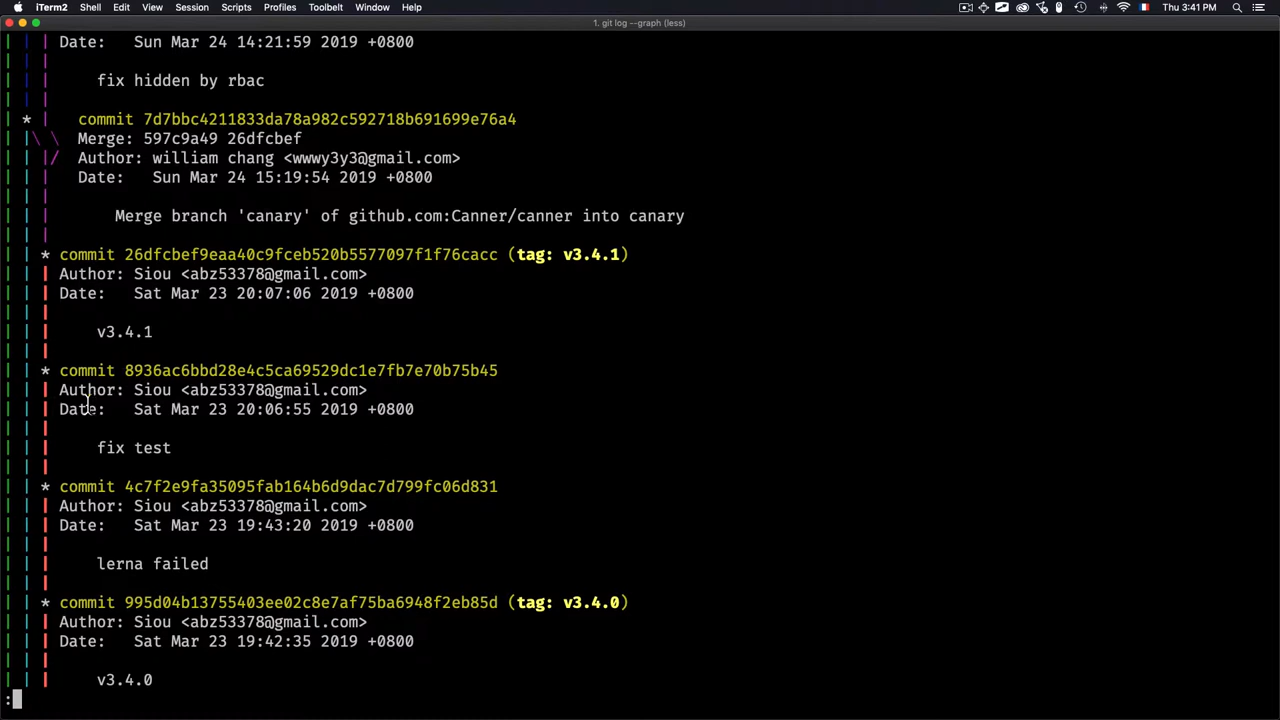 iTerm2 Shell Edit View Session Scripts Profiles Toolbelt Window Help Thu 3:41 PM
1. git log --graph (less)
Date: Sun Mar 24 14:21:59 2019 +0800
fix hidden by rbac
* | commit 7d7bbc4211833da78a982c592718b691699e76a4
|\ \ Merge: 597c9a49 26dfcbef
| |/ Author: william chang <wwwy3y3@gmail.com>
Date: Sun Mar 24 15:19:54 2019 +0800
Merge branch 'canary' of github.com:Canner/canner into canary
* commit 26dfcbef9eaa40c9fceb520b5577097f1f76cacc (tag: v3.4.1)
Author: Siou <abz53378@gmail.com>
Date: Sat Mar 23 20:07:06 2019 +0800
v3.4.1
* commit 8936ac6bbd28e4c5ca69529dc1e7fb7e70b75b45
Author: Siou <abz53378@gmail.com>
Date: Sat Mar 23 20:06:55 2019 +0800
fix test
* commit 4c7f2e9fa35095fab164b6d9dac7d799fc06d831
Author: Siou <abz53378@gmail.com>
Date: Sat Mar 23 19:43:20 2019 +0800
lerna failed
* commit 995d04b13755403ee02c8e7af75ba6948f2eb85d (tag: v3.4.0)
Author: Siou <abz53378@gmail.com>
Date: Sat Mar 23 19:42:35 2019 +0800
v3.4.0
: